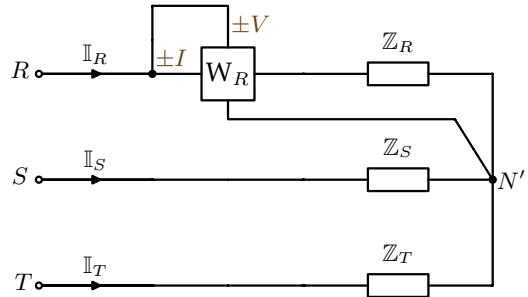 ±V
𝕀_R ±I ℤ_R
R W_R
𝕀_S ℤ_S
S N′
𝕀_T ℤ_T
T